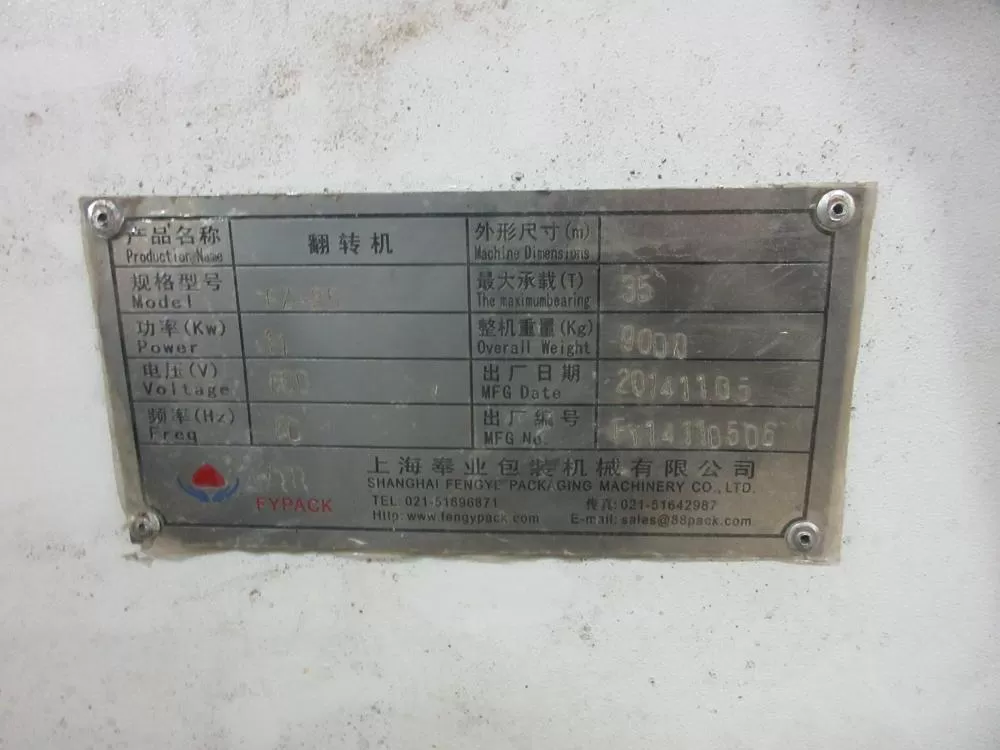 产品名称 翻转机 外形尺寸(m)
Production Name Machine Dimensions
规格型号 最大承载(T) 35
Model The maximumbearing
功率(Kw) 整机重量(Kg) 9000
Power Overall Weight
电压(V) 出厂日期 20141105
Voltage MFG Date
频率(Hz) 出厂编号 FY14110506
Freq MFG No.
上海奉业包装机械有限公司
SHANGHAI FENGYE PACKAGING MACHINERY CO.,LTD.
FYPACK
TEL: 021-51696871 传真: 021-51642987
Http: www.fengypack.com E-mail: sales@88pack.com